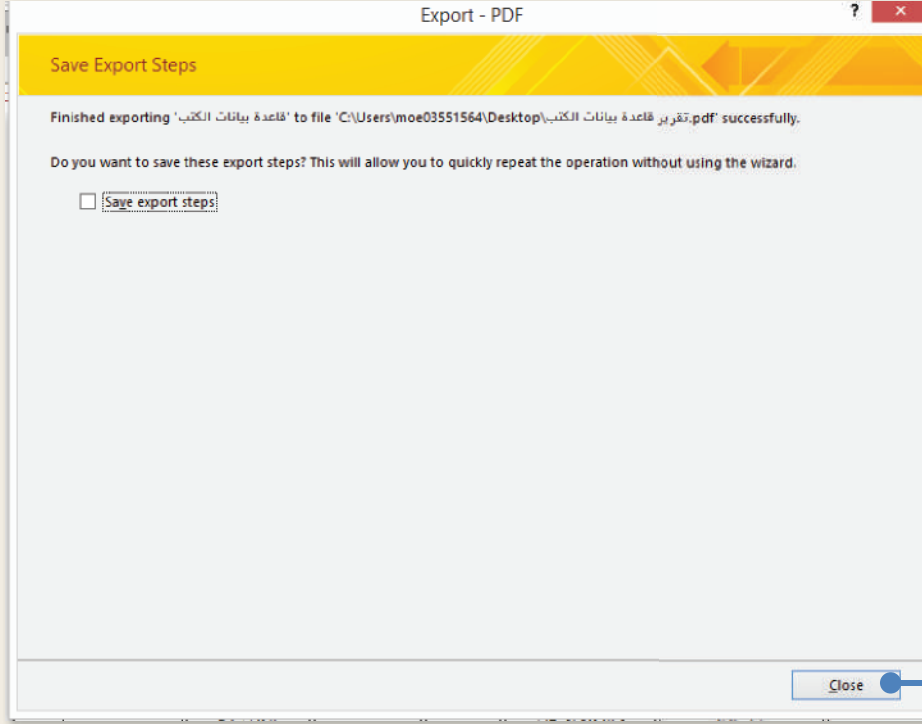 Export - PDF
?
Save Export Steps
Finished exporting 'قاعدة بيانات الكتب' to file 'C:\Users\moe03551564\Desktop\تقرير قاعدة بيانات الكتب.pdf' successfully.
Do you want to save these export steps? This will allow you to quickly repeat the operation without using the wizard.
Save export steps
Close